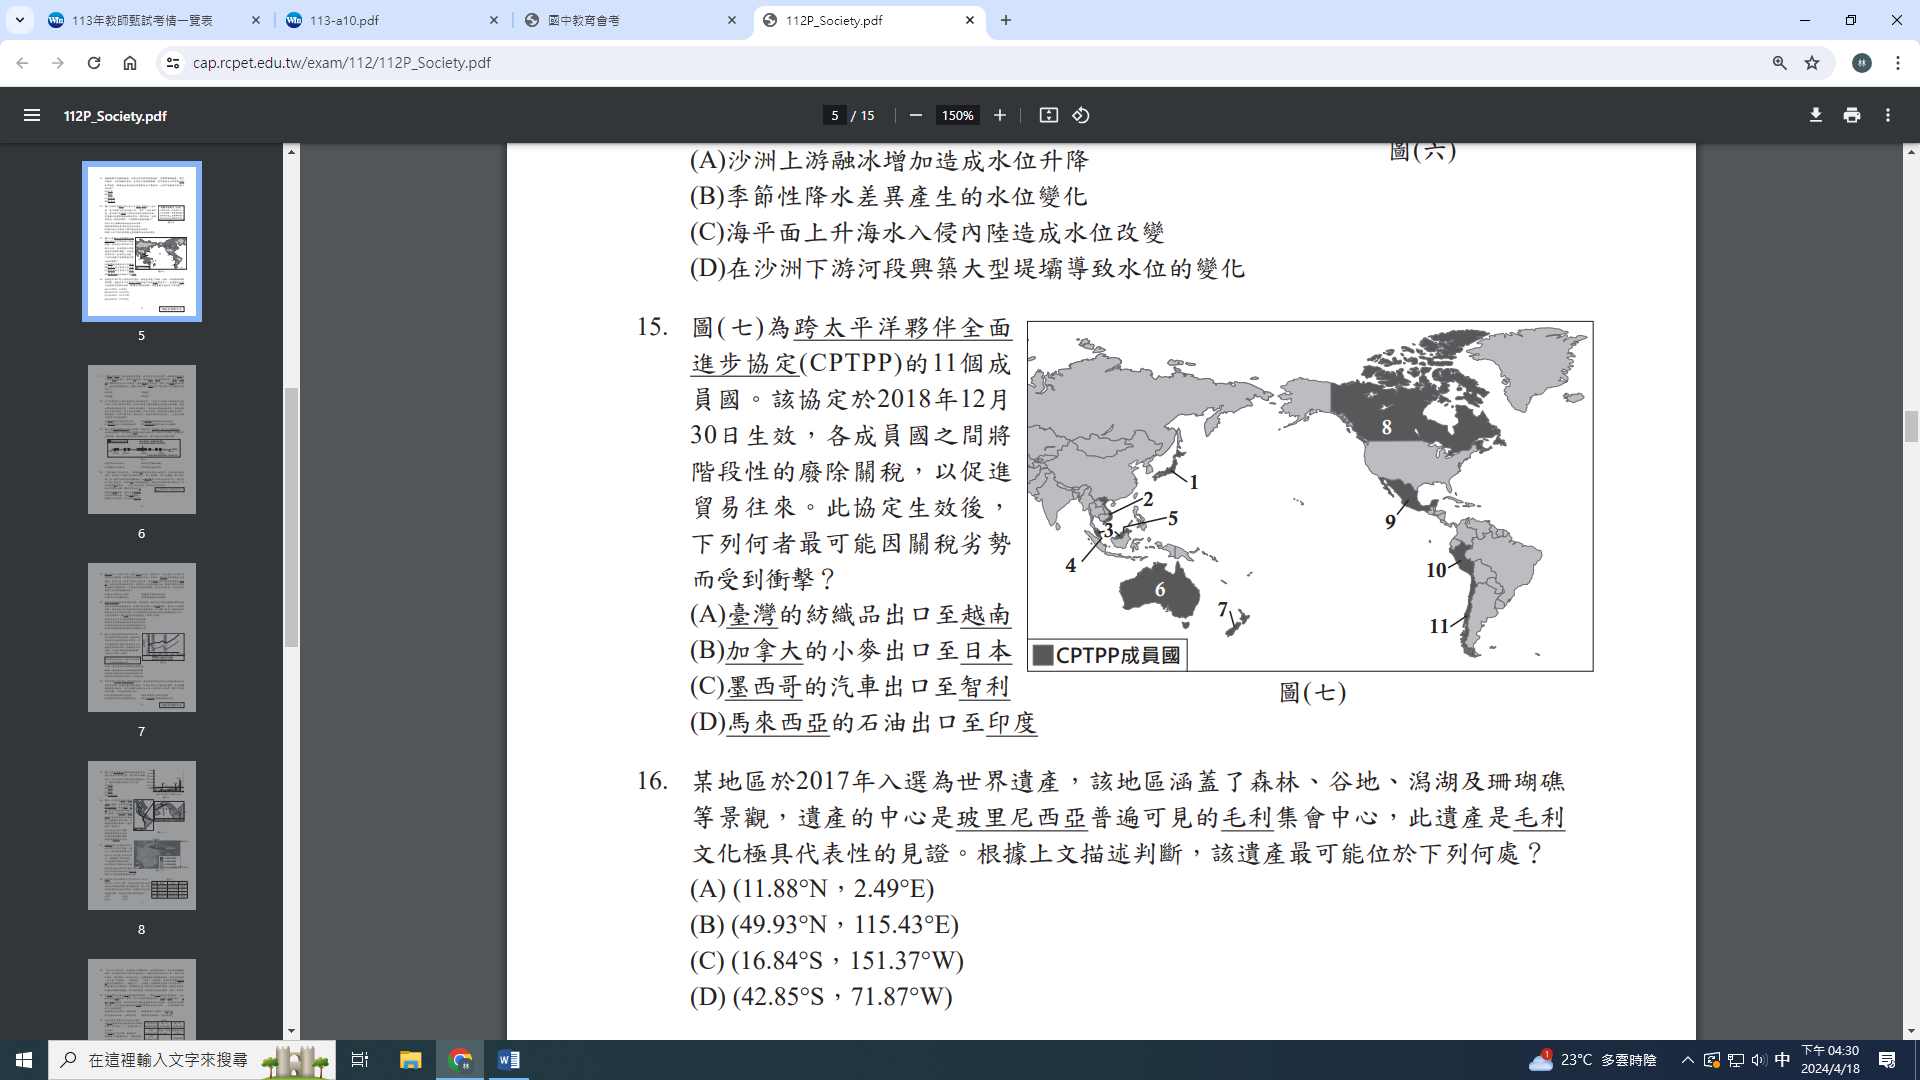 113年教師甄試考情一覽表
113-a10.pdf
國中教育會考
112P_Society.pdf
cap.rcpet.edu.tw/exam/112/112P_Society.pdf
林
112P_Society.pdf
5 / 15
150%
5
6
7
8
圖(六)
(A)沙洲上游融冰增加造成水位升降
(B)季節性降水差異產生的水位變化
(C)海平面上升海水入侵內陸造成水位改變
(D)在沙洲下游河段興築大型堤壩導致水位的變化
15. 圖(七)為跨太平洋夥伴全面
進步協定(CPTPP)的11個成
員國。該協定於2018年12月
30日生效，各成員國之間將
階段性的廢除關稅，以促進
貿易往來。此協定生效後，
下列何者最可能因關稅劣勢
而受到衝擊？
(A)臺灣的紡織品出口至越南
(B)加拿大的小麥出口至日本
(C)墨西哥的汽車出口至智利
(D)馬來西亞的石油出口至印度
8
1
2
5
3
4
9
6
7
10
11
CPTPP成員國
圖(七)
16. 某地區於2017年入選為世界遺產，該地區涵蓋了森林、谷地、潟湖及珊瑚礁
等景觀，遺產的中心是玻里尼西亞普遍可見的毛利集會中心，此遺產是毛利
文化極具代表性的見證。根據上文描述判斷，該遺產最可能位於下列何處？
(A) (11.88°N，2.49°E)
(B) (49.93°N，115.43°E)
(C) (16.84°S，151.37°W)
(D) (42.85°S，71.87°W)
在這裡輸入文字來搜尋
林
1
23°C 多雲時陰
中
下午 04:30
2024/4/18